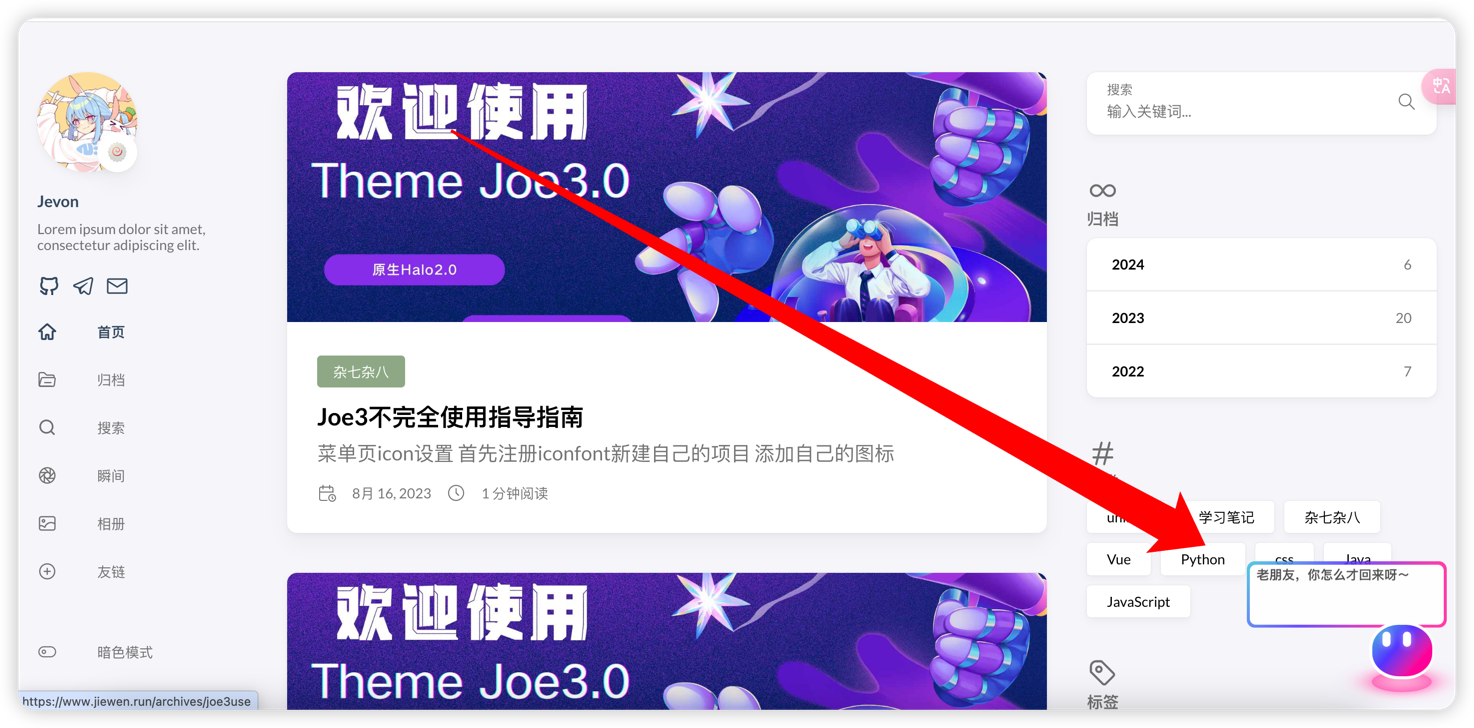 Jevon
Lorem ipsum dolor sit amet,
consectetur adipiscing elit.
首页
归档
搜索
瞬间
相册
友链
暗色模式
https://www.jiewen.run/archives/joe3use
欢迎使用
Theme Joe3.0
原生Halo2.0
杂七杂八
Joe3不完全使用指导指南
菜单页icon设置 首先注册iconfont新建自己的项目 添加自己的图标
8月 16, 2023
1 分钟阅读
欢迎使用
Theme Joe3.0
搜索
输入关键词...
中A
归档
2024 6
2023 20
2022 7
学习笔记 杂七杂八
Vue Python css Java
JavaScript
老朋友，你怎么才回来呀～
标签